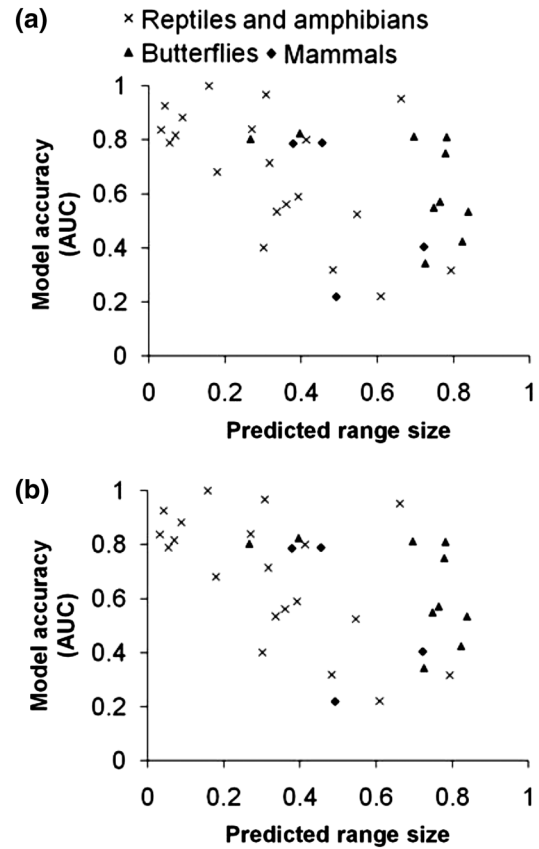 (a)
× Reptiles and amphibians
▲ Butterflies ◆ Mammals
1
0.8
0.6
0.4
0.2
0
Model accuracy
(AUC)
0 0.2 0.4 0.6 0.8 1
Predicted range size
(b)
1
0.8
0.6
0.4
0.2
0
Model accuracy
(AUC)
0 0.2 0.4 0.6 0.8 1
Predicted range size